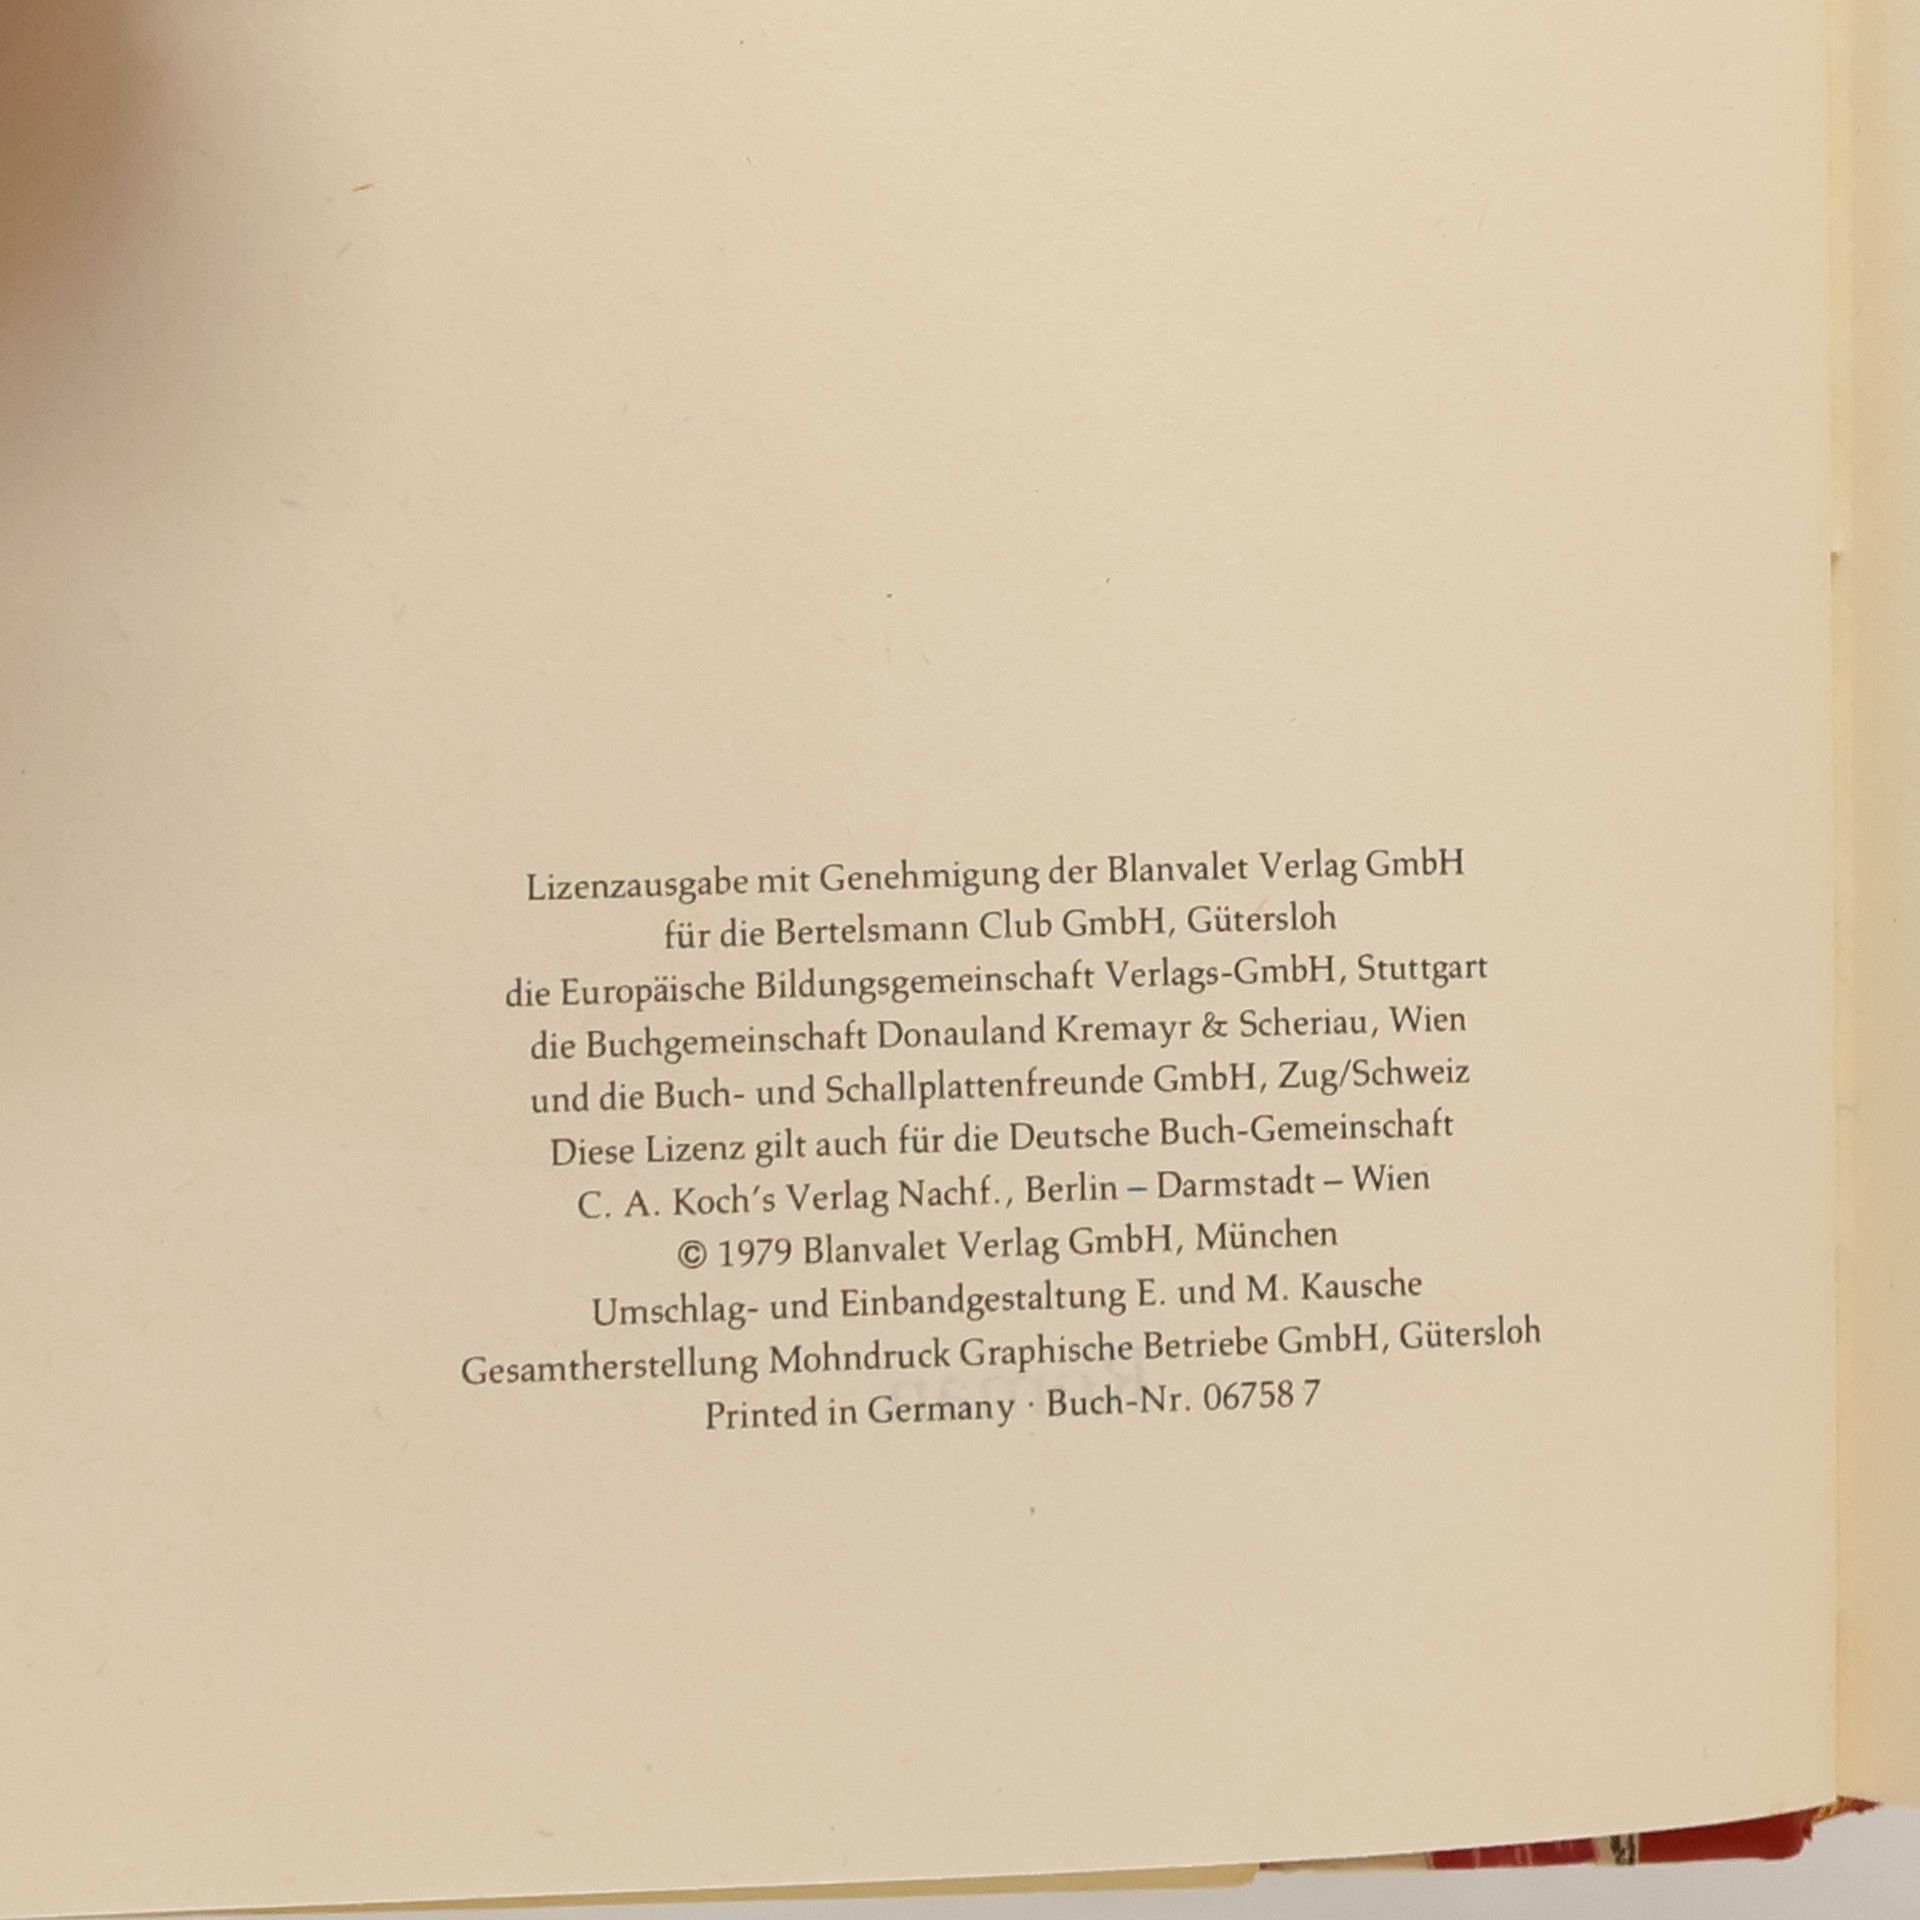 Lizenzausgabe mit Genehmigung der Blanvalet Verlag GmbH
für die Bertelsmann Club GmbH, Gütersloh
die Europäische Bildungsgemeinschaft Verlags-GmbH, Stuttgart
die Buchgemeinschaft Donauland Kremayr & Scheriau, Wien
und die Buch- und Schallplattenfreunde GmbH, Zug/Schweiz
Diese Lizenz gilt auch für die Deutsche Buch-Gemeinschaft
C. A. Koch's Verlag Nachf., Berlin – Darmstadt – Wien
© 1979 Blanvalet Verlag GmbH, München
Umschlag- und Einbandgestaltung E. und M. Kausche
Gesamtherstellung Mohndruck Graphische Betriebe GmbH, Gütersloh
Printed in Germany · Buch-Nr. 06758 7